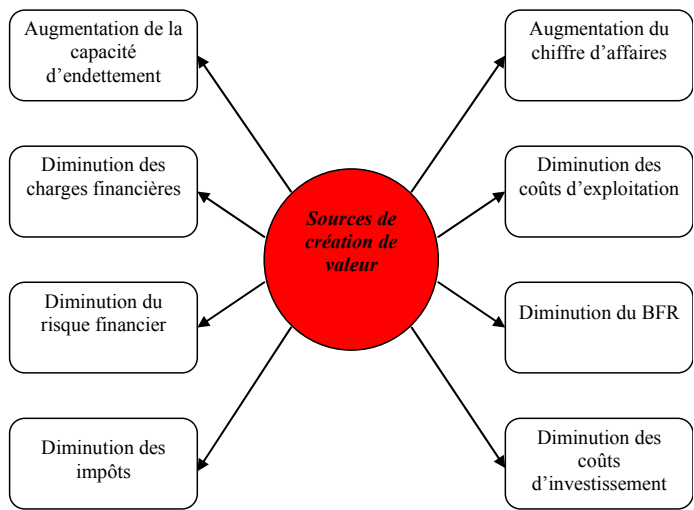 Augmentation de la
capacité
d'endettement
Augmentation du
chiffre d'affaires
Diminution des
charges financières
Diminution des
coûts d'exploitation
Sources de
création de
valeur
Diminution du
risque financier
Diminution du BFR
Diminution des
impôts
Diminution des
coûts
d'investissement